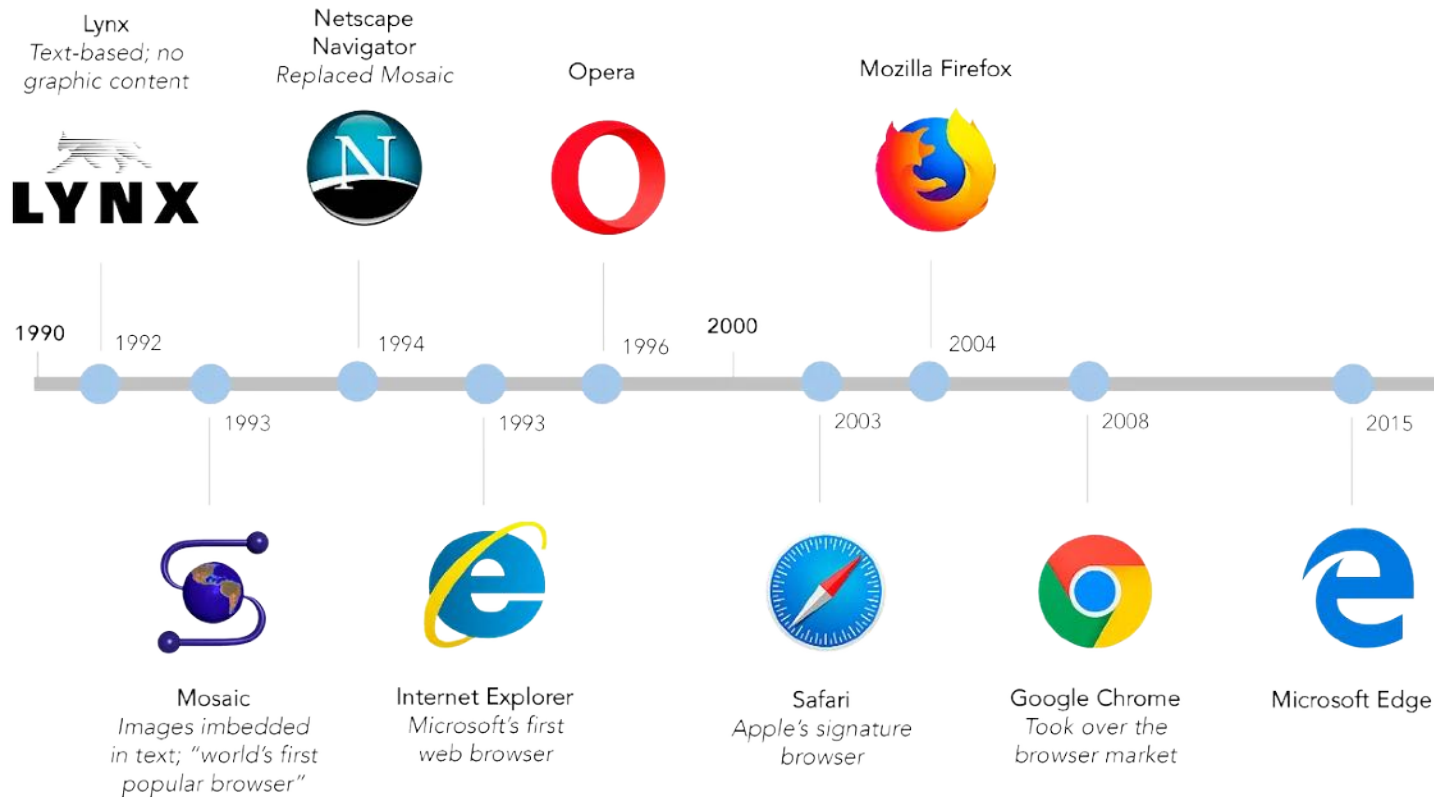 Lynx
Text-based; no
graphic content
LYNX
Netscape
Navigator
Replaced Mosaic
N
Opera
Mozilla Firefox
1990
1992
1994
1996
2000
2004
1993
1993
2003
2008
2015
Mosaic
Images imbedded
in text; “world’s first
popular browser”
Internet Explorer
Microsoft’s first
web browser
Safari
Apple’s signature
browser
Google Chrome
Took over the
browser market
Microsoft Edge